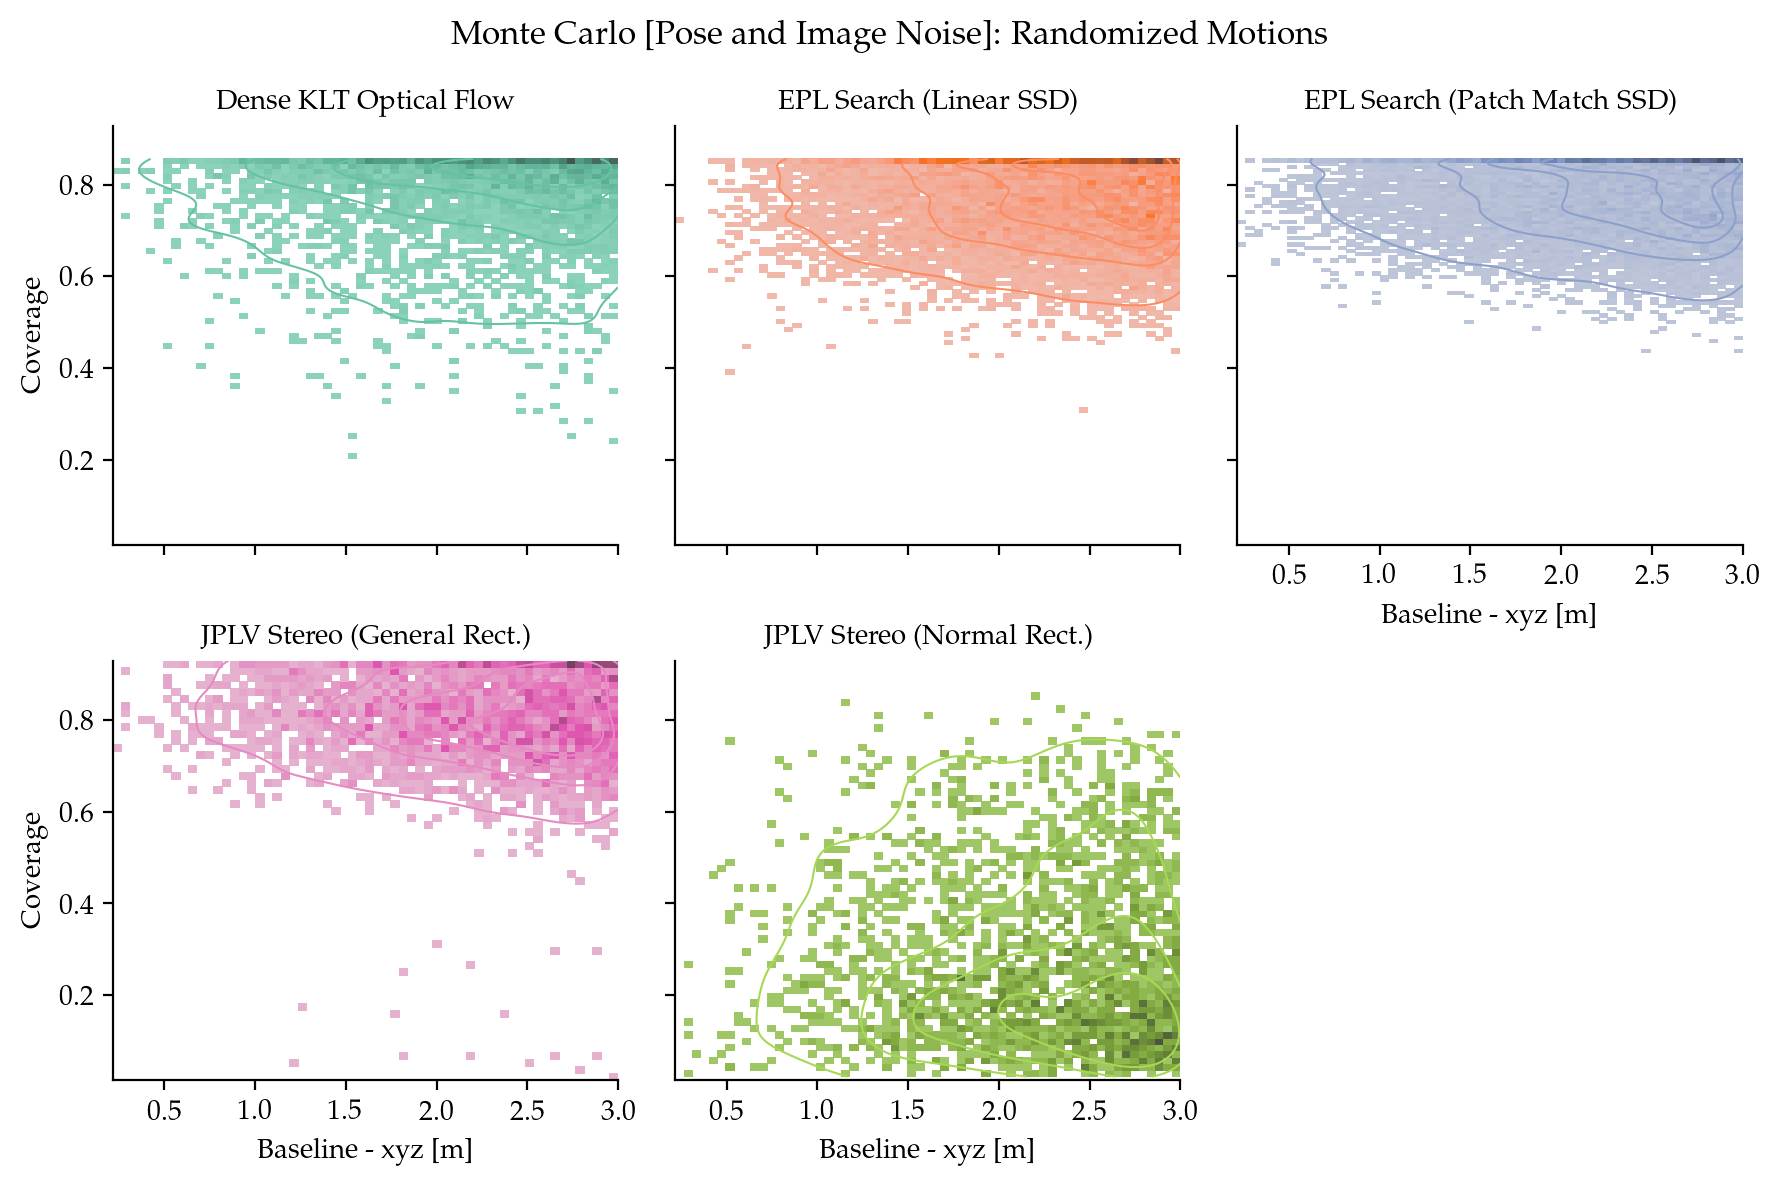 Monte Carlo [Pose and Image Noise]: Randomized Motions
Dense KLT Optical Flow
EPL Search (Linear SSD)
EPL Search (Patch Match SSD)
0.8
0.6
0.4
0.2
Coverage
0.5 1.0 1.5 2.0 2.5 3.0
Baseline - xyz [m]
JPLV Stereo (General Rect.)
JPLV Stereo (Normal Rect.)
0.8
0.6
0.4
0.2
Coverage
0.5 1.0 1.5 2.0 2.5 3.0
Baseline - xyz [m]
0.5 1.0 1.5 2.0 2.5 3.0
Baseline - xyz [m]